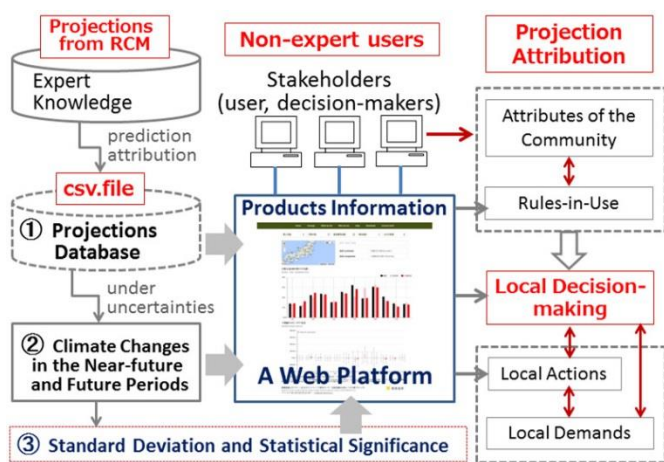 Projections
from RCM
Expert
Knowledge
prediction
attribution
csv.file
① Projections
Database
under
uncertainties
② Climate Changes
in the Near-future
and Future Periods
③ Standard Deviation and Statistical Significance
Non-expert users
Stakeholders
(user, decision-makers)
Products Information
A Web Platform
Projection
Attribution
Attributes of the
Community
Rules-in-Use
Local Decision-
making
Local Actions
Local Demands